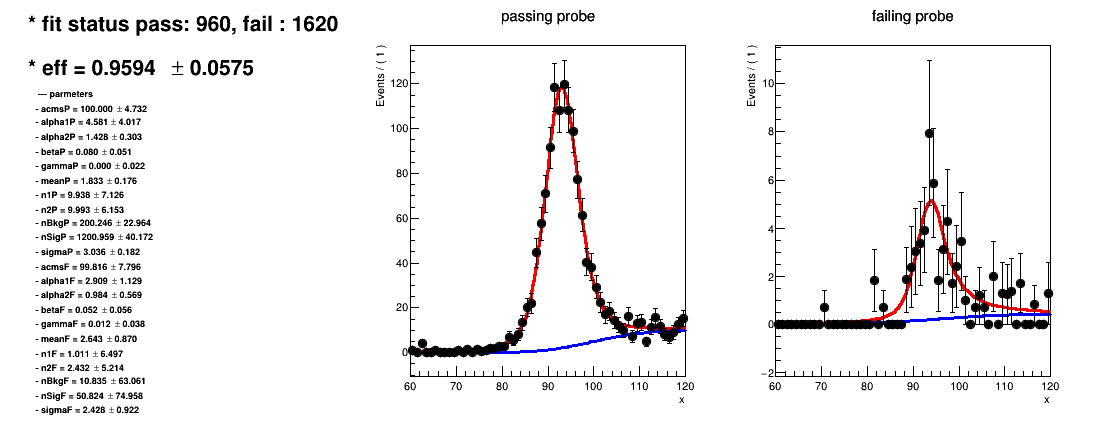 * fit status pass: 960, fail : 1620
* eff = 0.9594 ± 0.0575
--- parmeters
- acmsP = 100.000 ± 4.732
- alpha1P = 4.581 ± 4.017
- alpha2P = 1.428 ± 0.303
- betaP = 0.080 ± 0.051
- gammaP = 0.000 ± 0.022
- meanP = 1.833 ± 0.176
- n1P = 9.938 ± 7.126
- n2P = 9.993 ± 6.153
- nBkgP = 200.246 ± 22.964
- nSigP = 1200.959 ± 40.172
- sigmaP = 3.036 ± 0.182
- acmsF = 99.816 ± 7.796
- alpha1F = 2.909 ± 1.129
- alpha2F = 0.984 ± 0.569
- betaF = 0.052 ± 0.056
- gammaF = 0.012 ± 0.038
- meanF = 2.643 ± 0.870
- n1F = 1.011 ± 6.497
- n2F = 2.432 ± 5.214
- nBkgF = 10.835 ± 63.061
- nSigF = 50.824 ± 74.958
- sigmaF = 2.428 ± 0.922
passing probe
Events / ( 1 )
120
100
80
60
40
20
0
60 70 80 90 100 110 120
x
failing probe
Events / ( 1 )
10
8
6
4
2
0
−2
60 70 80 90 100 110 120
x